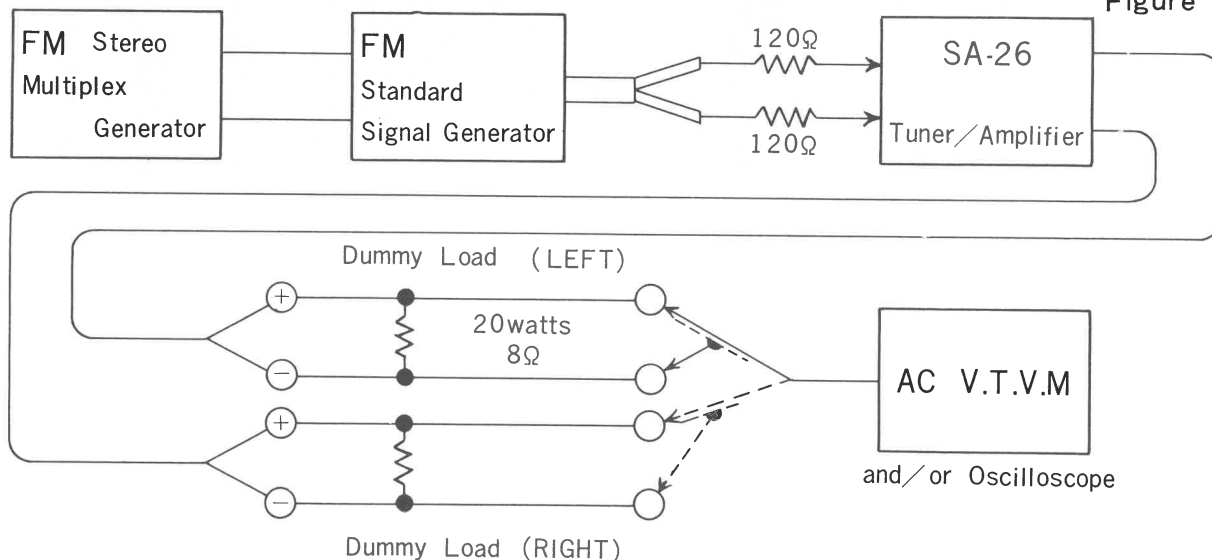 Figure
FM Stereo
Multiplex
Generator
FM
Standard
Signal Generator
120Ω
120Ω
SA-26
Tuner/Amplifier
Dummy Load (LEFT)
+
−
20watts
8Ω
+
−
Dummy Load (RIGHT)
AC V.T.V.M
and/or Oscilloscope